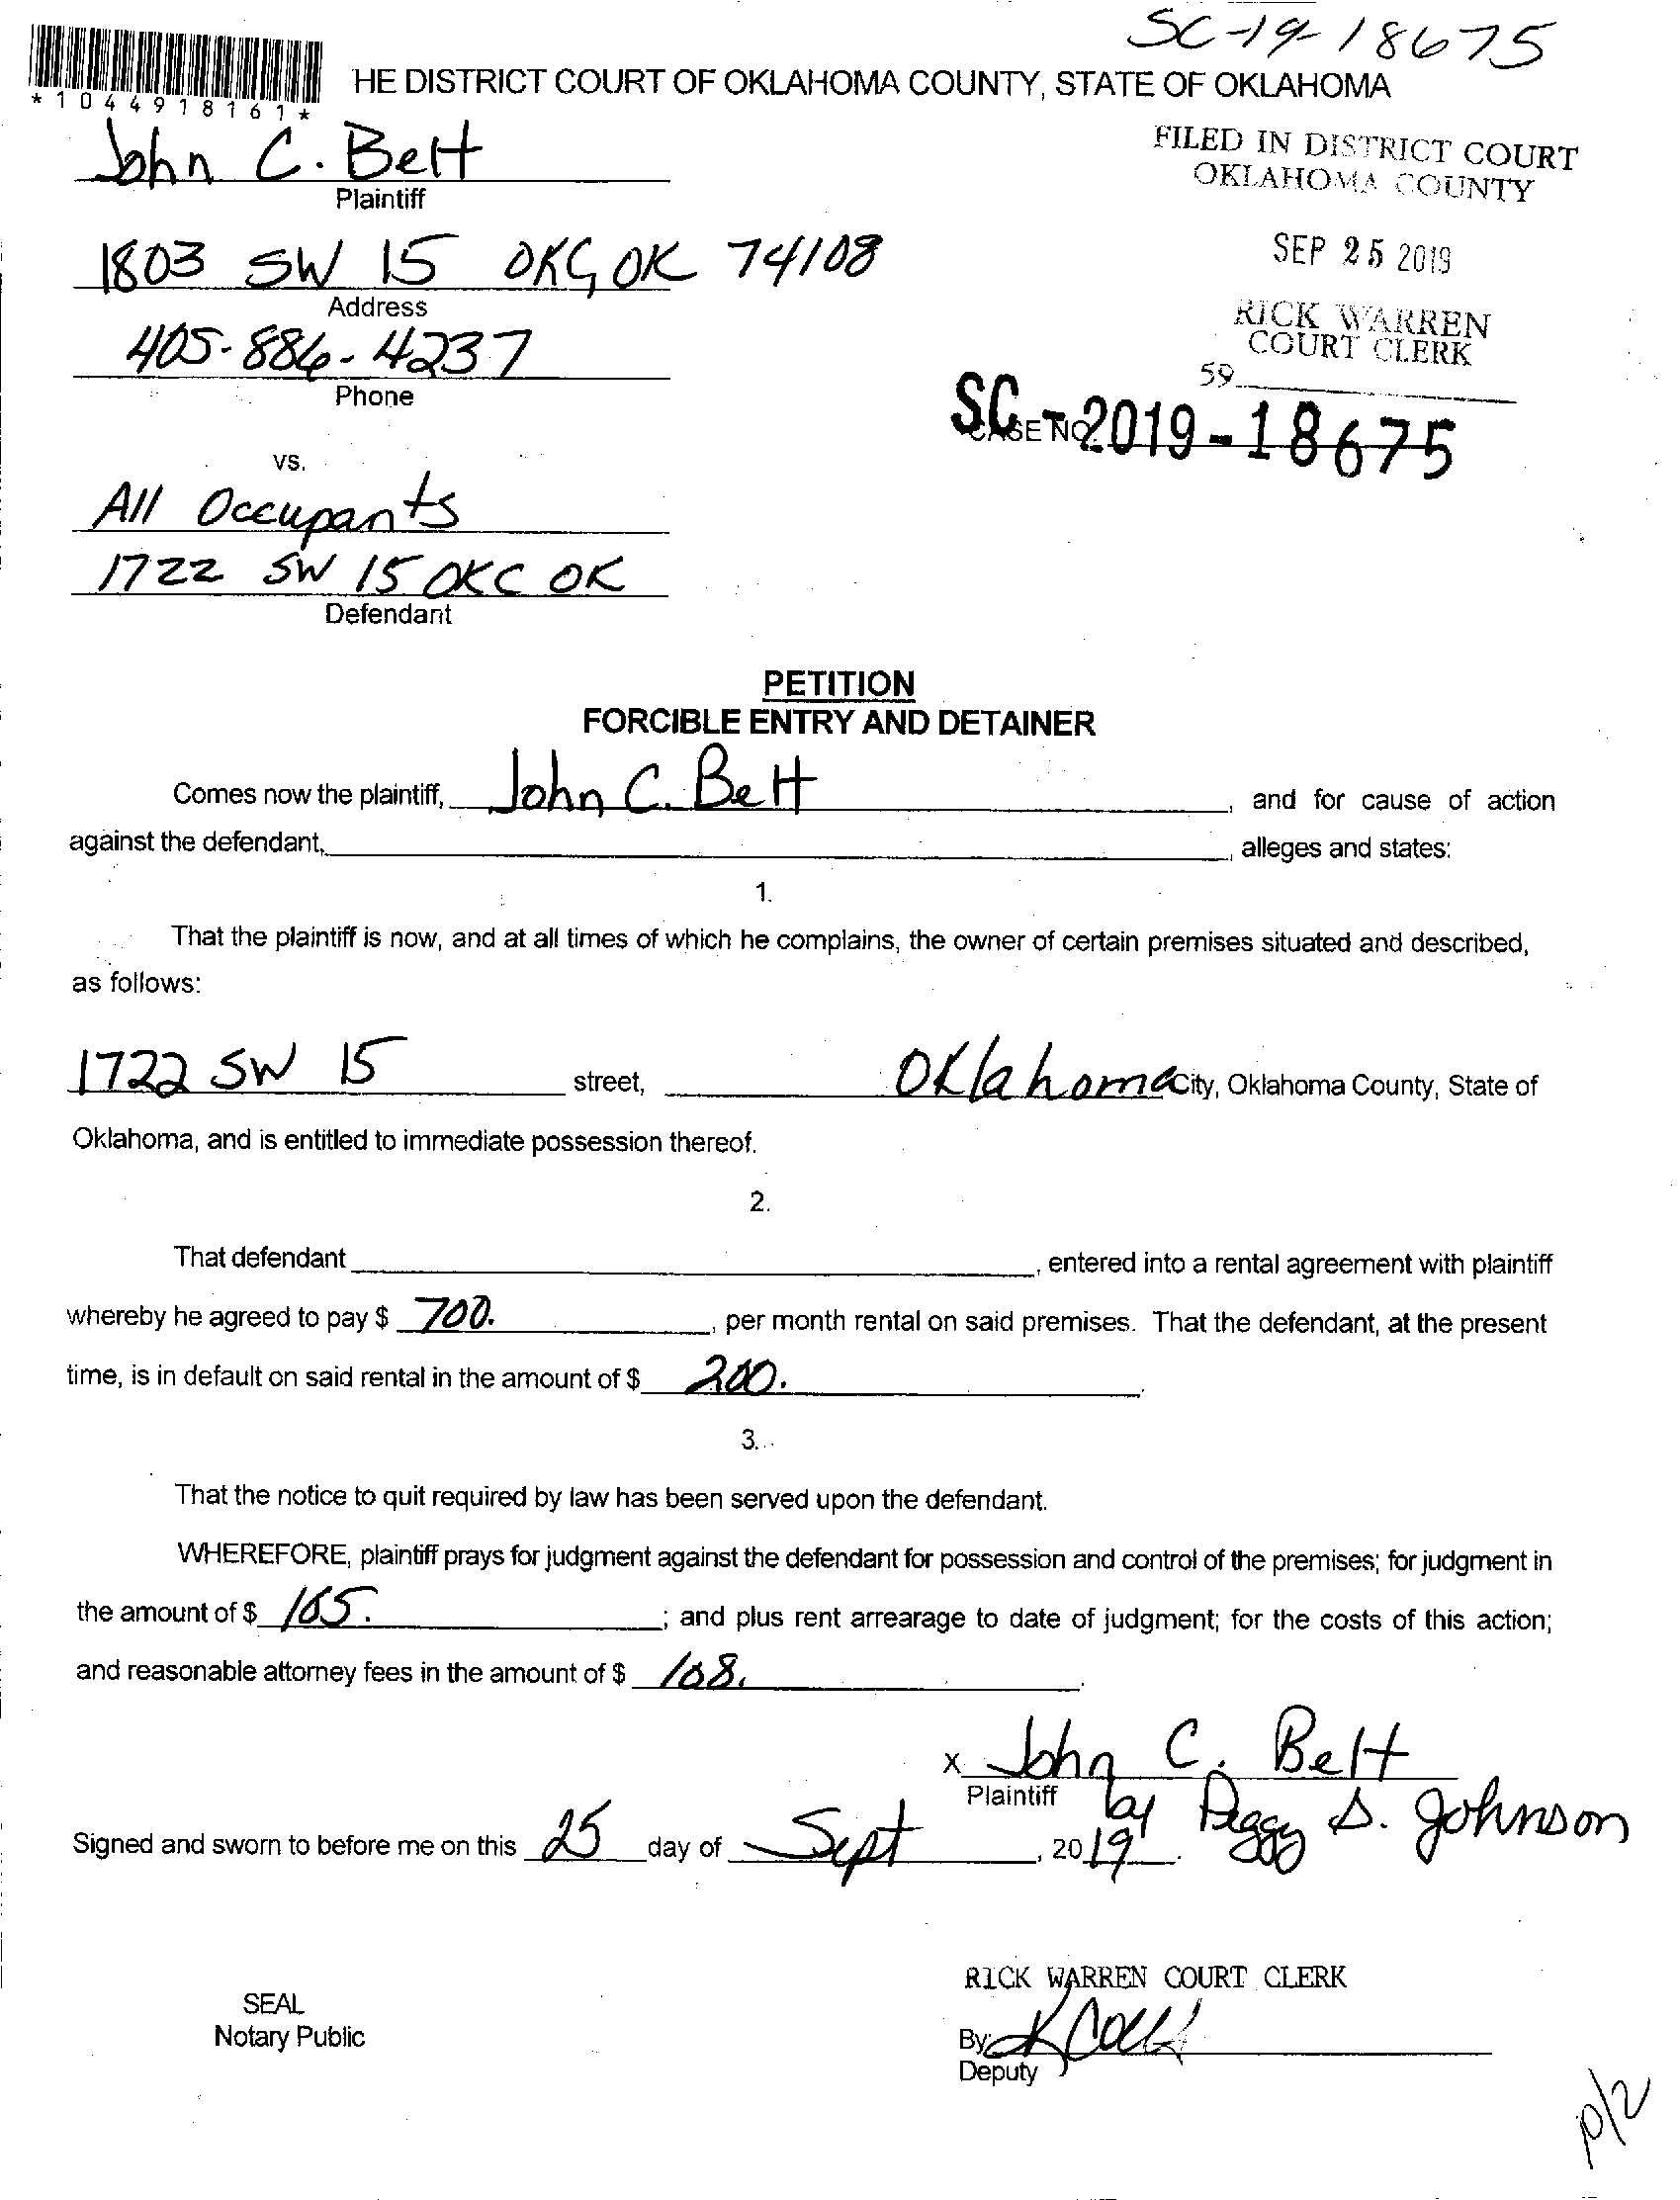 SC-19-18675
*1044918161*
HE DISTRICT COURT OF OKLAHOMA COUNTY, STATE OF OKLAHOMA
John C. Belt
Plaintiff
FILED IN DISTRICT COURT
OKLAHOMA COUNTY
1803 SW 15 OKC, OK 74108
Address
SEP 25 2019
405-886-4237
Phone
RICK WARREN
COURT CLERK
59
SC-2019-18675
CASE NO.
vs.
All Occupants
1722 SW 15 OKC OK
Defendant
PETITION
FORCIBLE ENTRY AND DETAINER
Comes now the plaintiff, John C. Belt, and for cause of action
against the defendant, , alleges and states:
1.
That the plaintiff is now, and at all times of which he complains, the owner of certain premises situated and described,
as follows:
1722 SW 15 street, Oklahoma City, Oklahoma County, State of
Oklahoma, and is entitled to immediate possession thereof.
2.
That defendant , entered into a rental agreement with plaintiff
whereby he agreed to pay $ 700. , per month rental on said premises. That the defendant, at the present
time, is in default on said rental in the amount of $ 200. .
3.
That the notice to quit required by law has been served upon the defendant.
WHEREFORE, plaintiff prays for judgment against the defendant for possession and control of the premises; for judgment in
the amount of $ 165. ; and plus rent arrearage to date of judgment; for the costs of this action;
and reasonable attorney fees in the amount of $ 108. .
X John C. Belt
Plaintiff by Peggy S. Johnson
Signed and sworn to before me on this 25 day of Sept, 2019.
RICK WARREN COURT CLERK
SEAL
Notary Public
By:
Deputy
10/2